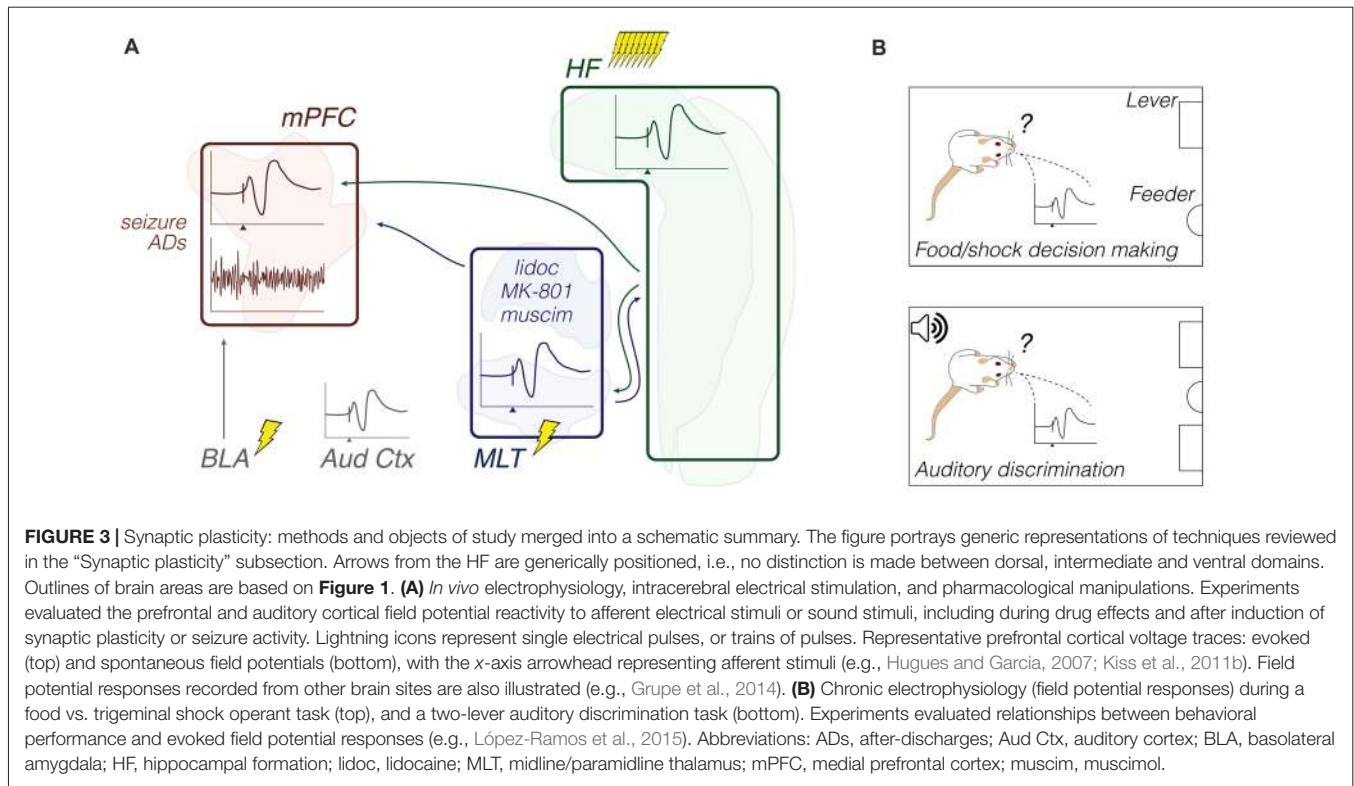 A
HF
mPFC
seizure
ADs
lidoc
MK-801
muscim
BLA
Aud Ctx
MLT
B
Lever
?
Feeder
Food/shock decision making
?
Auditory discrimination
FIGURE 3 | Synaptic plasticity: methods and objects of study merged into a schematic summary. The figure portrays generic representations of techniques reviewed
in the “Synaptic plasticity” subsection. Arrows from the HF are generically positioned, i.e., no distinction is made between dorsal, intermediate and ventral domains.
Outlines of brain areas are based on Figure 1. (A) In vivo electrophysiology, intracerebral electrical stimulation, and pharmacological manipulations. Experiments
evaluated the prefrontal and auditory cortical field potential reactivity to afferent electrical stimuli or sound stimuli, including during drug effects and after induction of
synaptic plasticity or seizure activity. Lightning icons represent single electrical pulses, or trains of pulses. Representative prefrontal cortical voltage traces: evoked
(top) and spontaneous field potentials (bottom), with the x-axis arrowhead representing afferent stimuli (e.g., Hugues and Garcia, 2007; Kiss et al., 2011b). Field
potential responses recorded from other brain sites are also illustrated (e.g., Grupe et al., 2014). (B) Chronic electrophysiology (field potential responses) during a
food vs. trigeminal shock operant task (top), and a two-lever auditory discrimination task (bottom). Experiments evaluated relationships between behavioral
performance and evoked field potential responses (e.g., López-Ramos et al., 2015). Abbreviations: ADs, after-discharges; Aud Ctx, auditory cortex; BLA, basolateral
amygdala; HF, hippocampal formation; lidoc, lidocaine; MLT, midline/paramidline thalamus; mPFC, medial prefrontal cortex; muscim, muscimol.